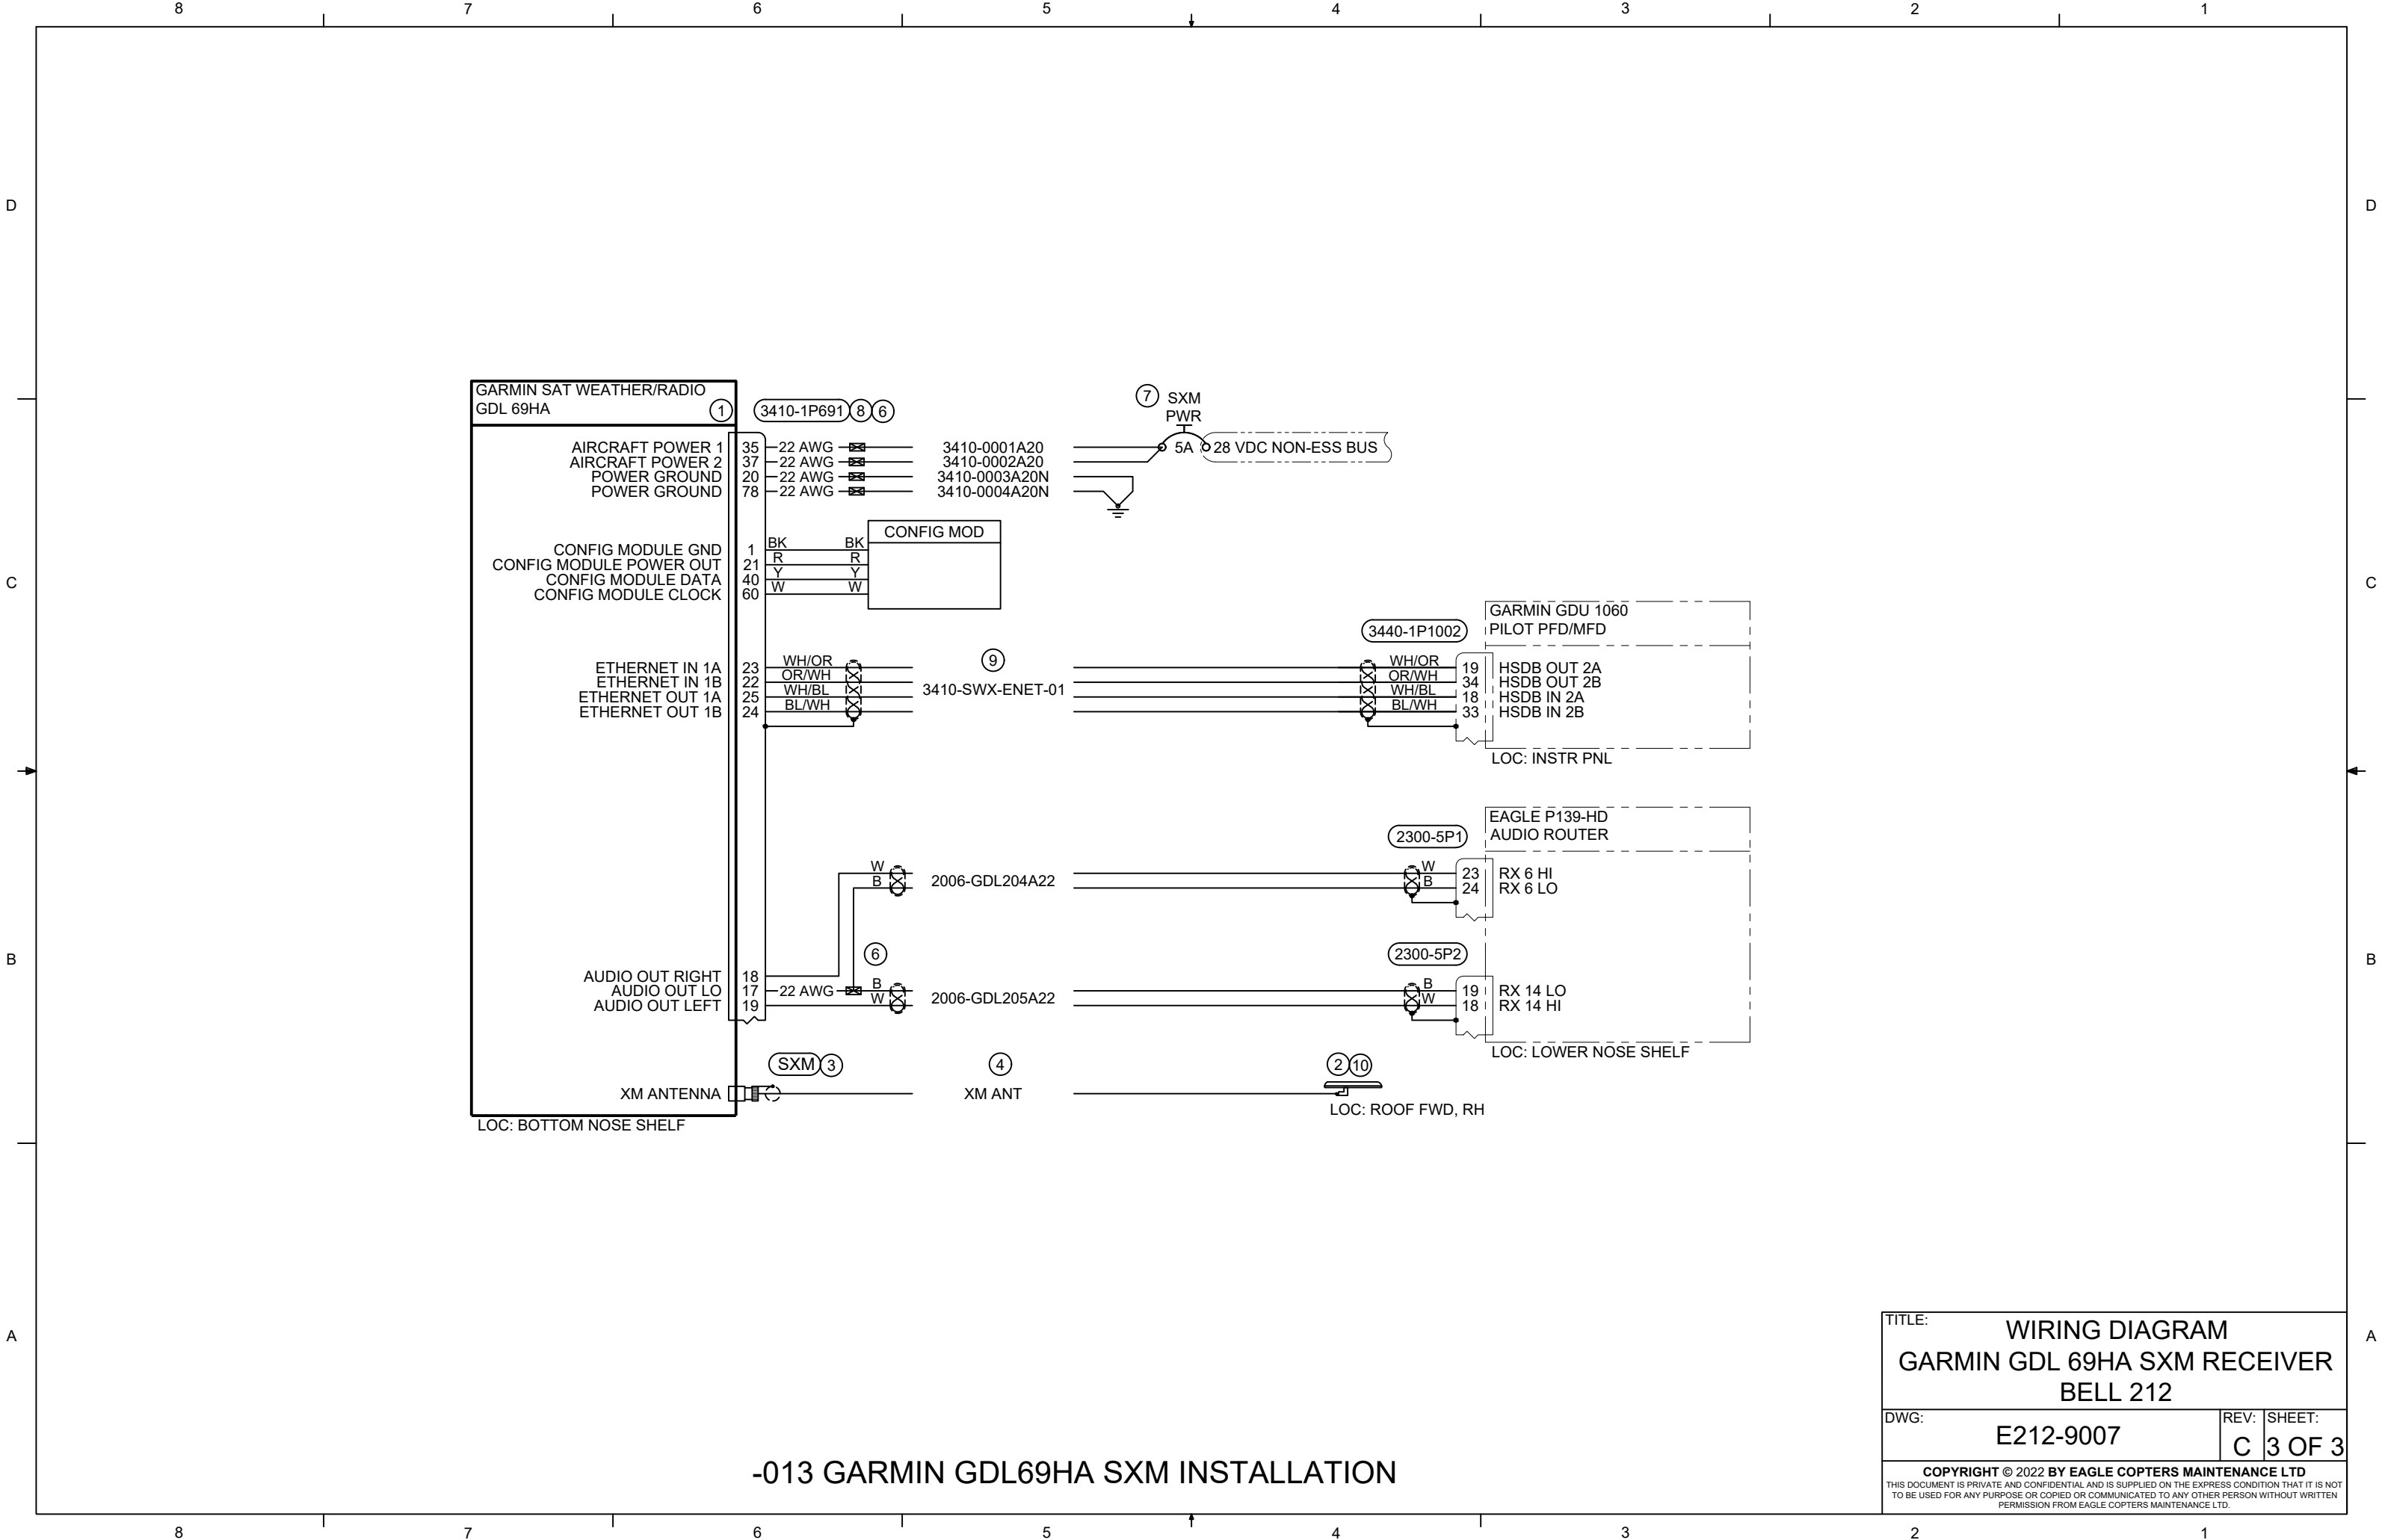 8 7 6 5 4 3 2 1
D D
GARMIN SAT WEATHER/RADIO
GDL 69HA
1
3410-1P691 8 6
7 SXM
PWR
5A 28 VDC NON-ESS BUS
AIRCRAFT POWER 1 35 22 AWG 3410-0001A20
AIRCRAFT POWER 2 37 22 AWG 3410-0002A20
POWER GROUND 20 22 AWG 3410-0003A20N
POWER GROUND 78 22 AWG 3410-0004A20N
CONFIG MOD
CONFIG MODULE GND 1 BK BK
CONFIG MODULE POWER OUT 21 R R
CONFIG MODULE DATA 40 Y Y
CONFIG MODULE CLOCK 60 W W
C C
GARMIN GDU 1060
PILOT PFD/MFD
3440-1P1002
9
3410-SWX-ENET-01
ETHERNET IN 1A 23 WH/OR WH/OR 19 HSDB OUT 2A
ETHERNET IN 1B 22 OR/WH OR/WH 34 HSDB OUT 2B
ETHERNET OUT 1A 25 WH/BL WH/BL 18 HSDB IN 2A
ETHERNET OUT 1B 24 BL/WH BL/WH 33 HSDB IN 2B
LOC: INSTR PNL
EAGLE P139-HD
AUDIO ROUTER
2300-5P1
W W 23 RX 6 HI
2006-GDL204A22
B B 24 RX 6 LO
6
2300-5P2
B B
AUDIO OUT RIGHT 18
AUDIO OUT LO 17 22 AWG B B 19 RX 14 LO
2006-GDL205A22
AUDIO OUT LEFT 19 W W 18 RX 14 HI
LOC: LOWER NOSE SHELF
SXM 3
4
2 10
XM ANTENNA XM ANT
LOC: ROOF FWD, RH
LOC: BOTTOM NOSE SHELF
A A
TITLE:
WIRING DIAGRAM
GARMIN GDL 69HA SXM RECEIVER
BELL 212
DWG:
E212-9007
REV:
C
SHEET:
3 OF 3
COPYRIGHT © 2022 BY EAGLE COPTERS MAINTENANCE LTD
THIS DOCUMENT IS PRIVATE AND CONFIDENTIAL AND IS SUPPLIED ON THE EXPRESS CONDITION THAT IT IS NOT
TO BE USED FOR ANY PURPOSE OR COPIED OR COMMUNICATED TO ANY OTHER PERSON WITHOUT WRITTEN
PERMISSION FROM EAGLE COPTERS MAINTENANCE LTD.
-013 GARMIN GDL69HA SXM INSTALLATION
8 7 6 5 4 3 2 1